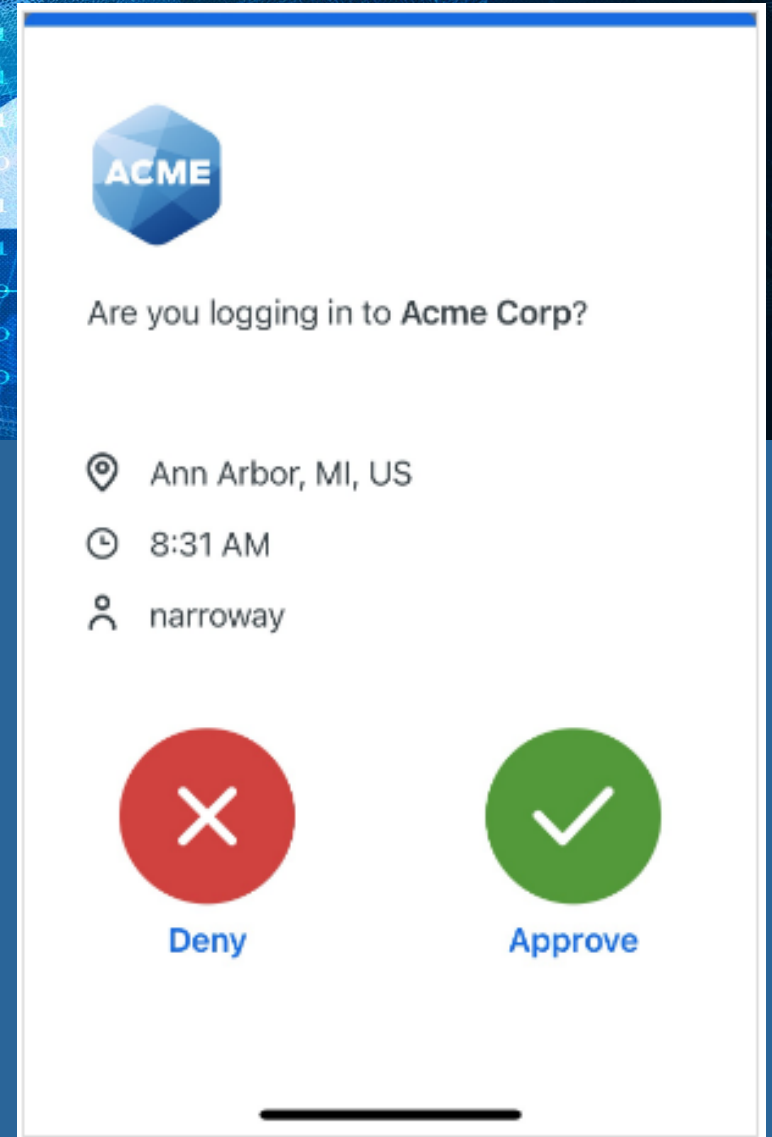 ACME
Are you logging in to Acme Corp?
Ann Arbor, MI, US
8:31 AM
narroway
Deny
Approve